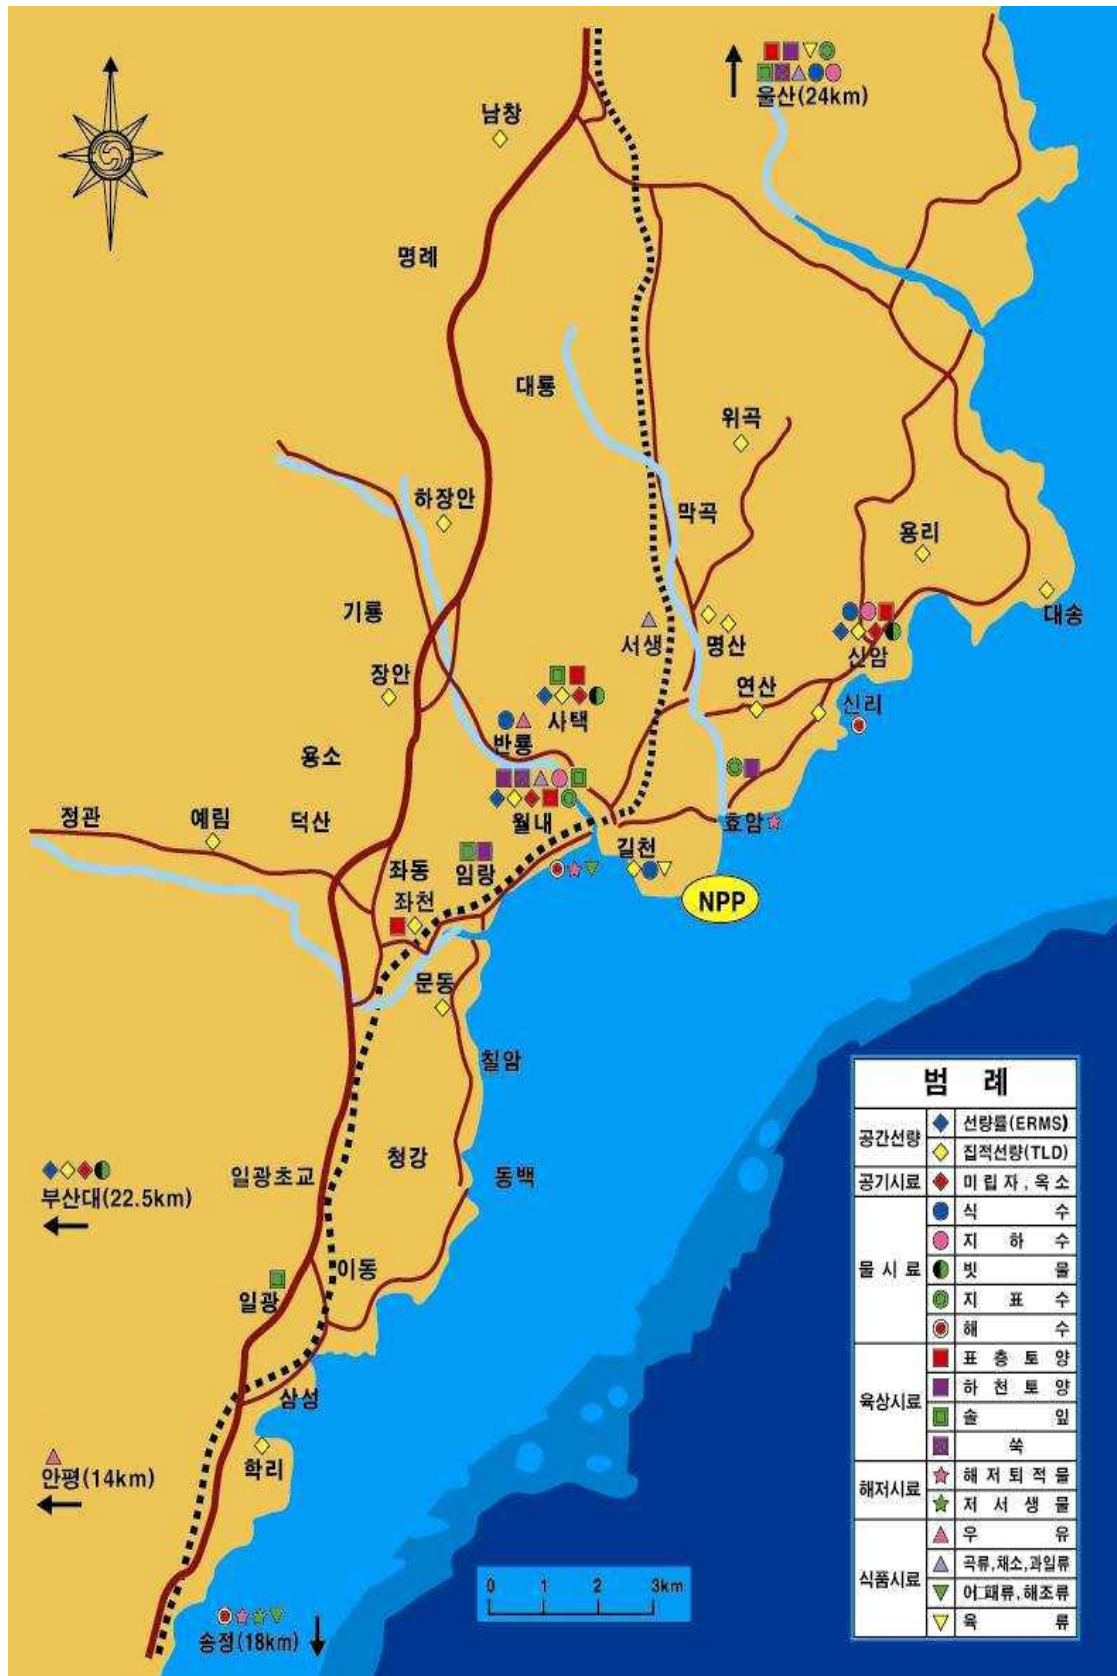 울산(24km)
남창
명례
대룡
위곡
하장안
막곡
용리
기룡
대송
서생
명산
신암
장안
연산
신리
사택
반룡
용소
정관
예림
덕산
월내
효암
길천
좌동
임랑
좌천
NPP
문동
칠암
청강
일광초교
동백
부산대(22.5km)
이동
일광
삼성
학리
안평(14km)
송정(18km)
0 1 2 3km
범 례
공간선량
선량률(ERMS)
집적선량(TLD)
공기시료
미립자, 옥소
물 시 료
식 수
지 하 수
빗 물
지 표 수
해 수
육상시료
표 층 토 양
하 천 토 양
솔 잎
쑥
해저시료
해 저 퇴 적 물
저 서 생 물
식품시료
우 유
곡류,채소,과일류
어패류,해조류
육 류